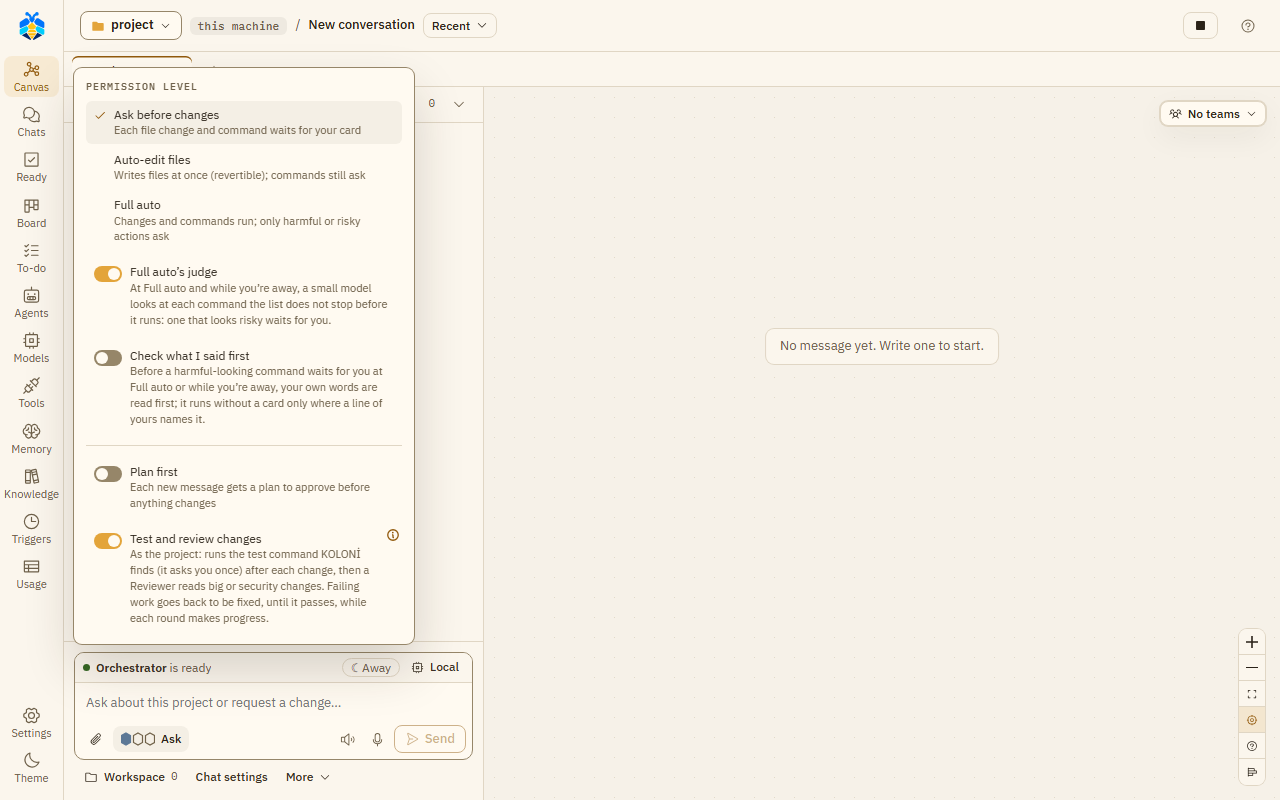 project
this machine
/
New conversation
Recent
Canvas
Chats
Ready
Board
To-do
Agents
Models
Tools
Memory
Knowledge
Triggers
Usage
Settings
Theme
PERMISSION LEVEL
Ask before changes
Each file change and command waits for your card
Auto-edit files
Writes files at once (revertible); commands still ask
Full auto
Changes and commands run; only harmful or risky
actions ask
Full auto’s judge
At Full auto and while you’re away, a small model
looks at each command the list does not stop before
it runs: one that looks risky waits for you.
Check what I said first
Before a harmful-looking command waits for you at
Full auto or while you’re away, your own words are
read first; it runs without a card only where a line of
yours names it.
Plan first
Each new message gets a plan to approve before
anything changes
Test and review changes
As the project: runs the test command KOLONİ
finds (it asks you once) after each change, then a
Reviewer reads big or security changes. Failing
work goes back to be fixed, until it passes, while
each round makes progress.
0
No teams
No message yet. Write one to start.
Orchestrator is ready
Away
Local
Ask about this project or request a change...
Ask
Send
Workspace 0
Chat settings
More